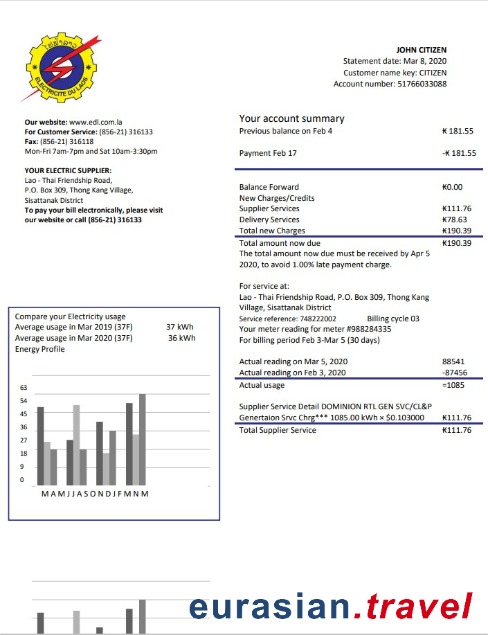 ໄຟຟ້າລາວ
ELECTRICITE DU LAOS
JOHN CITIZEN
Statement date: Mar 8, 2020
Customer name key: CITIZEN
Account number: 51766033088
Our website: www.edl.com.la
For Customer Service: (856-21) 316133
Fax: (856-21) 316118
Mon-Fri 7am-7pm and Sat 10am-3:30pm
YOUR ELECTRIC SUPPLIER:
Lao - Thai Friendship Road,
P.O. Box 309, Thong Kang Village,
Sisattanak District
To pay your bill electronically, please visit
our website or call (856-21) 316133
Your account summary
Previous balance on Feb 4 ₭ 181.55
Payment Feb 17 -₭ 181.55
Balance Forward ₭0.00
New Charges/Credits
Supplier Services ₭111.76
Delivery Services ₭78.63
Total new Charges ₭190.39
Total amount now due ₭190.39
The total amount now due must be received by Apr 5
2020, to avoid 1.00% late payment charge.
For service at:
Lao - Thai Friendship Road, P.O. Box 309, Thong Kang
Village, Sisattanak District
Service reference: 748222002 Billing cycle 03
Your meter reading for meter #988284335
For billing period Feb 3-Mar 5 (30 days)
Actual reading on Mar 5, 2020 88541
Actual reading on Feb 3, 2020 -87456
Actual usage =1085
Supplier Service Detail DOMINION RTL GEN SVC/CL&P
Genertaion Srvc Chrg*** 1085.00 kWh × $0.103000 ₭111.76
Total Supplier Service ₭111.76
Compare your Electricity usage
Average usage in Mar 2019 (37F) 37 kWh
Average usage in Mar 2020 (37F) 36 kWh
Energy Profile
63
54
45
36
27
18
9
0
M A M J J A S O N D J F M N M
eurasian.travel